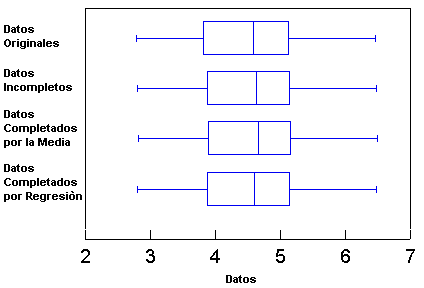 Datos
Originales
Datos
Incompletos
Datos
Completados
por la Media
Datos
Completados
por Regresiòn
2 3 4 5 6 7
Datos